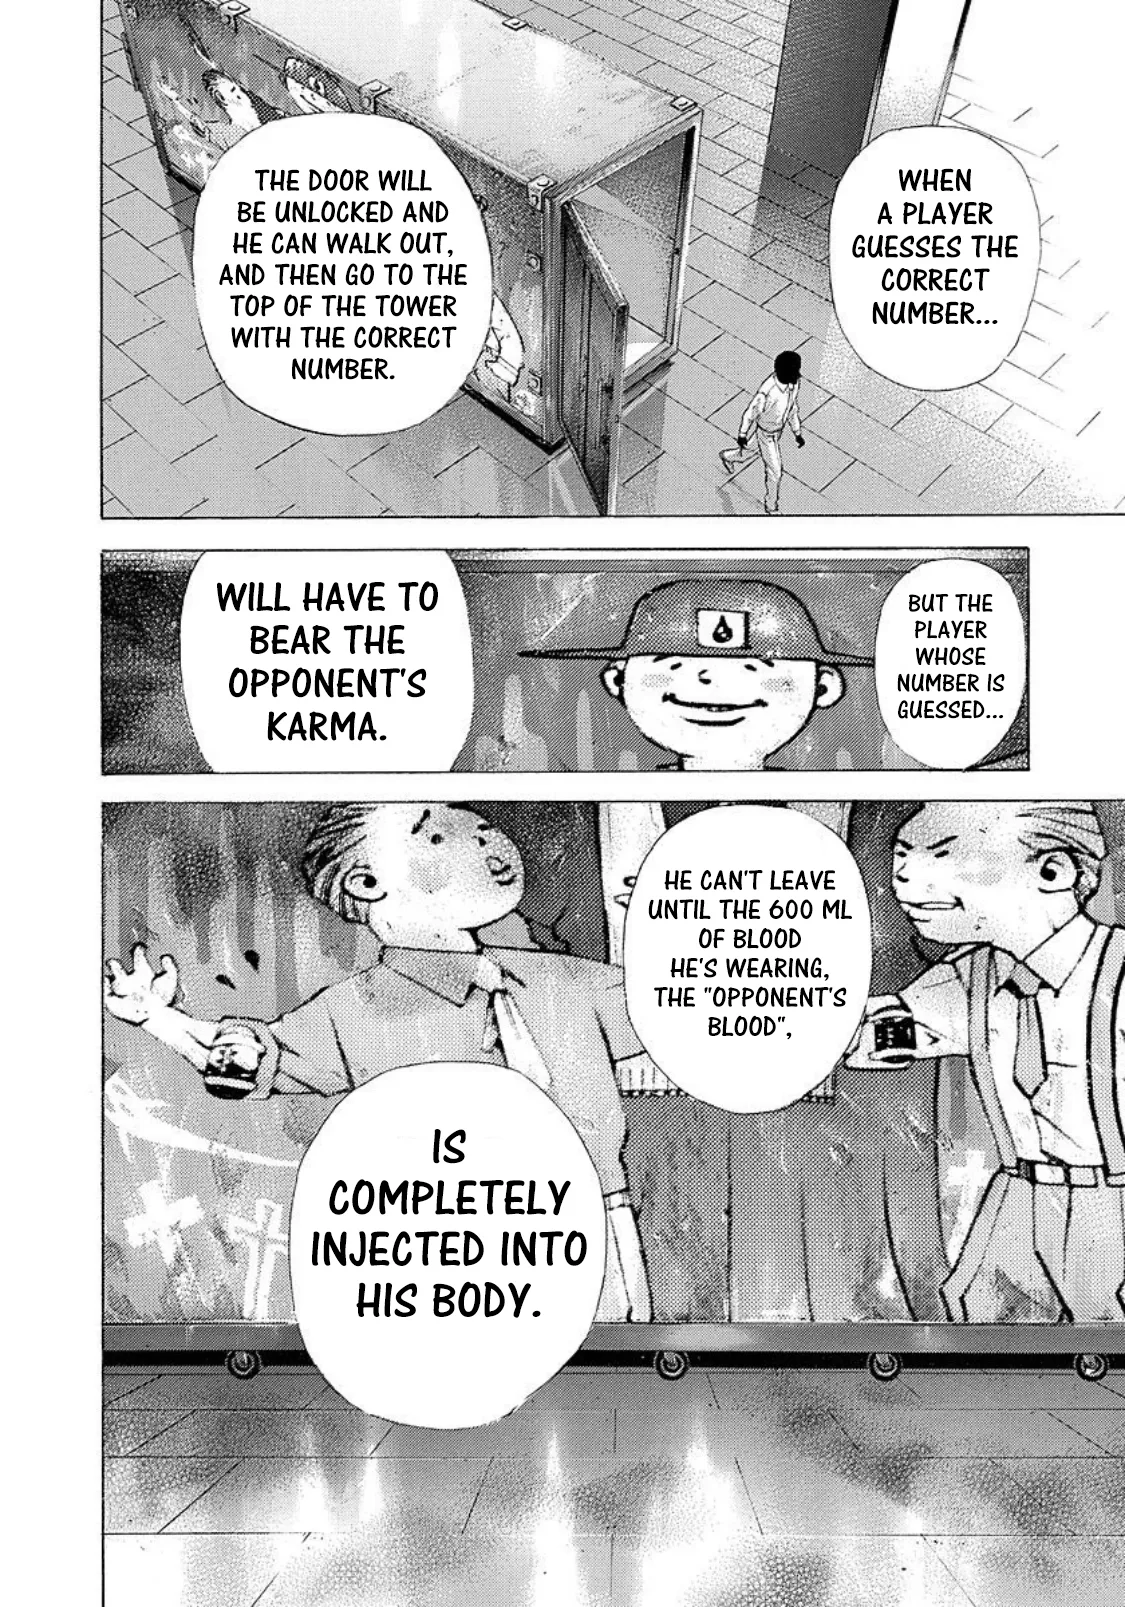 WHEN
A PLAYER
GUESSES THE
CORRECT
NUMBER...
THE DOOR WILL
BE UNLOCKED AND
HE CAN WALK OUT,
AND THEN GO TO THE
TOP OF THE TOWER
WITH THE CORRECT
NUMBER.
BUT THE
PLAYER
WHOSE
NUMBER IS
GUESSED...
WILL HAVE TO
BEAR THE
OPPONENT'S
KARMA.
HE CAN'T LEAVE
UNTIL THE 600 ML
OF BLOOD
HE'S WEARING,
THE "OPPONENT'S
BLOOD",
IS
COMPLETELY
INJECTED INTO
HIS BODY.